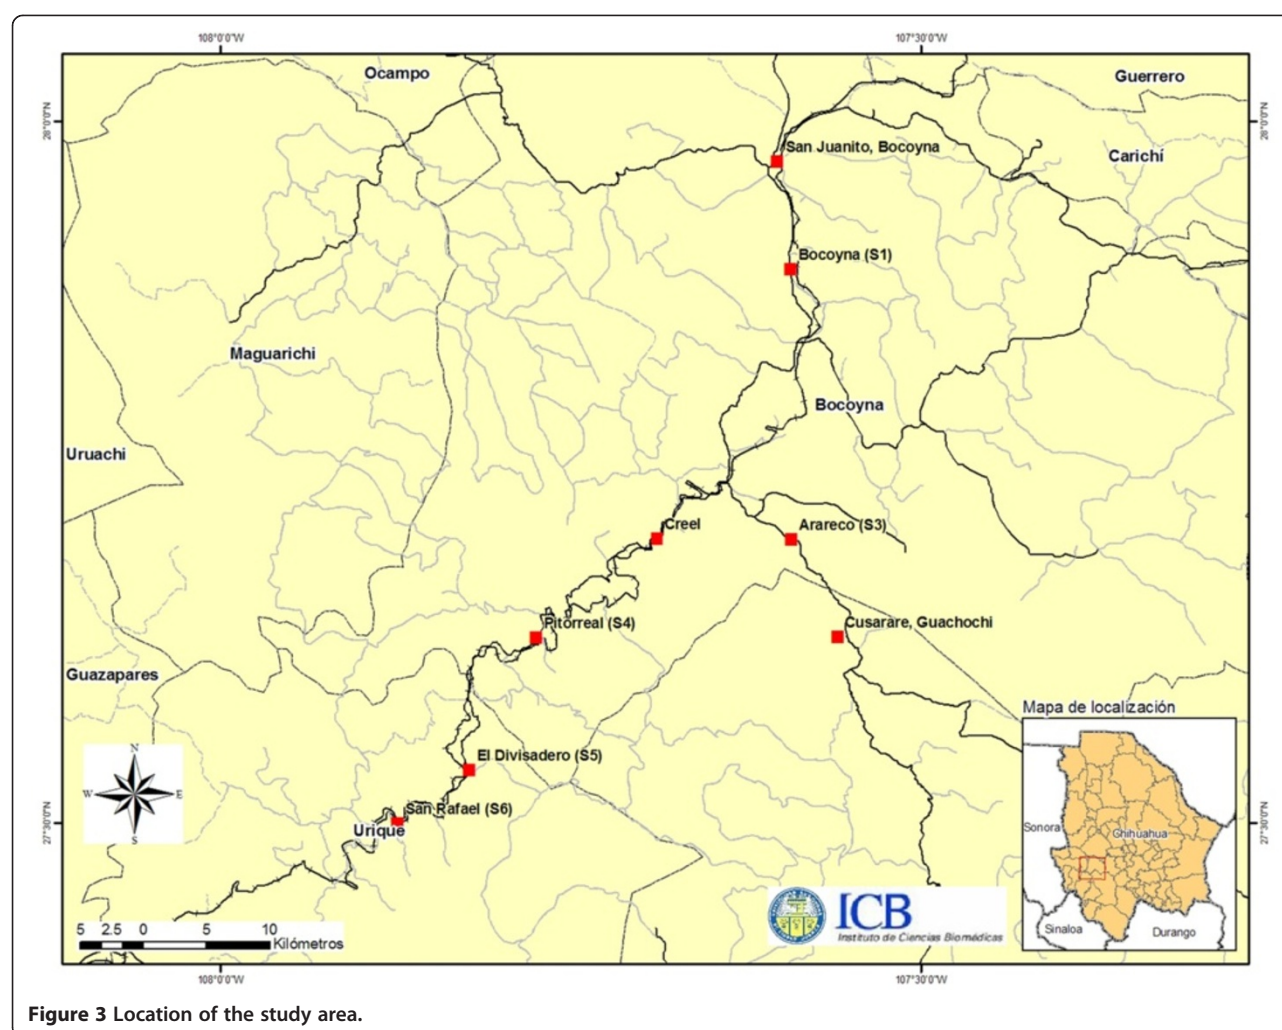 108°0'0"W
107°30'0"W
Ocampo
Guerrero
28°0'0"N
28°0'0"N
San Juanito, Bocoyna
Carichí
Bocoyna (S1)
Maguarichi
Bocoyna
Uruachi
Creel
Arareco (S3)
Pitorreal (S4)
Cusarare, Guachochi
Guazapares
Mapa de localización
N
W
E
S
El Divisadero (S5)
San Rafael (S6)
Urique
27°30'0"N
27°30'0"N
Sonora
Chihuahua
Sinaloa
Durango
ICB
Instituto de Ciencias Biomédicas
5 2.5 0 5 10
Kilómetros
108°0'0"W
107°30'0"W
Figure 3 Location of the study area.